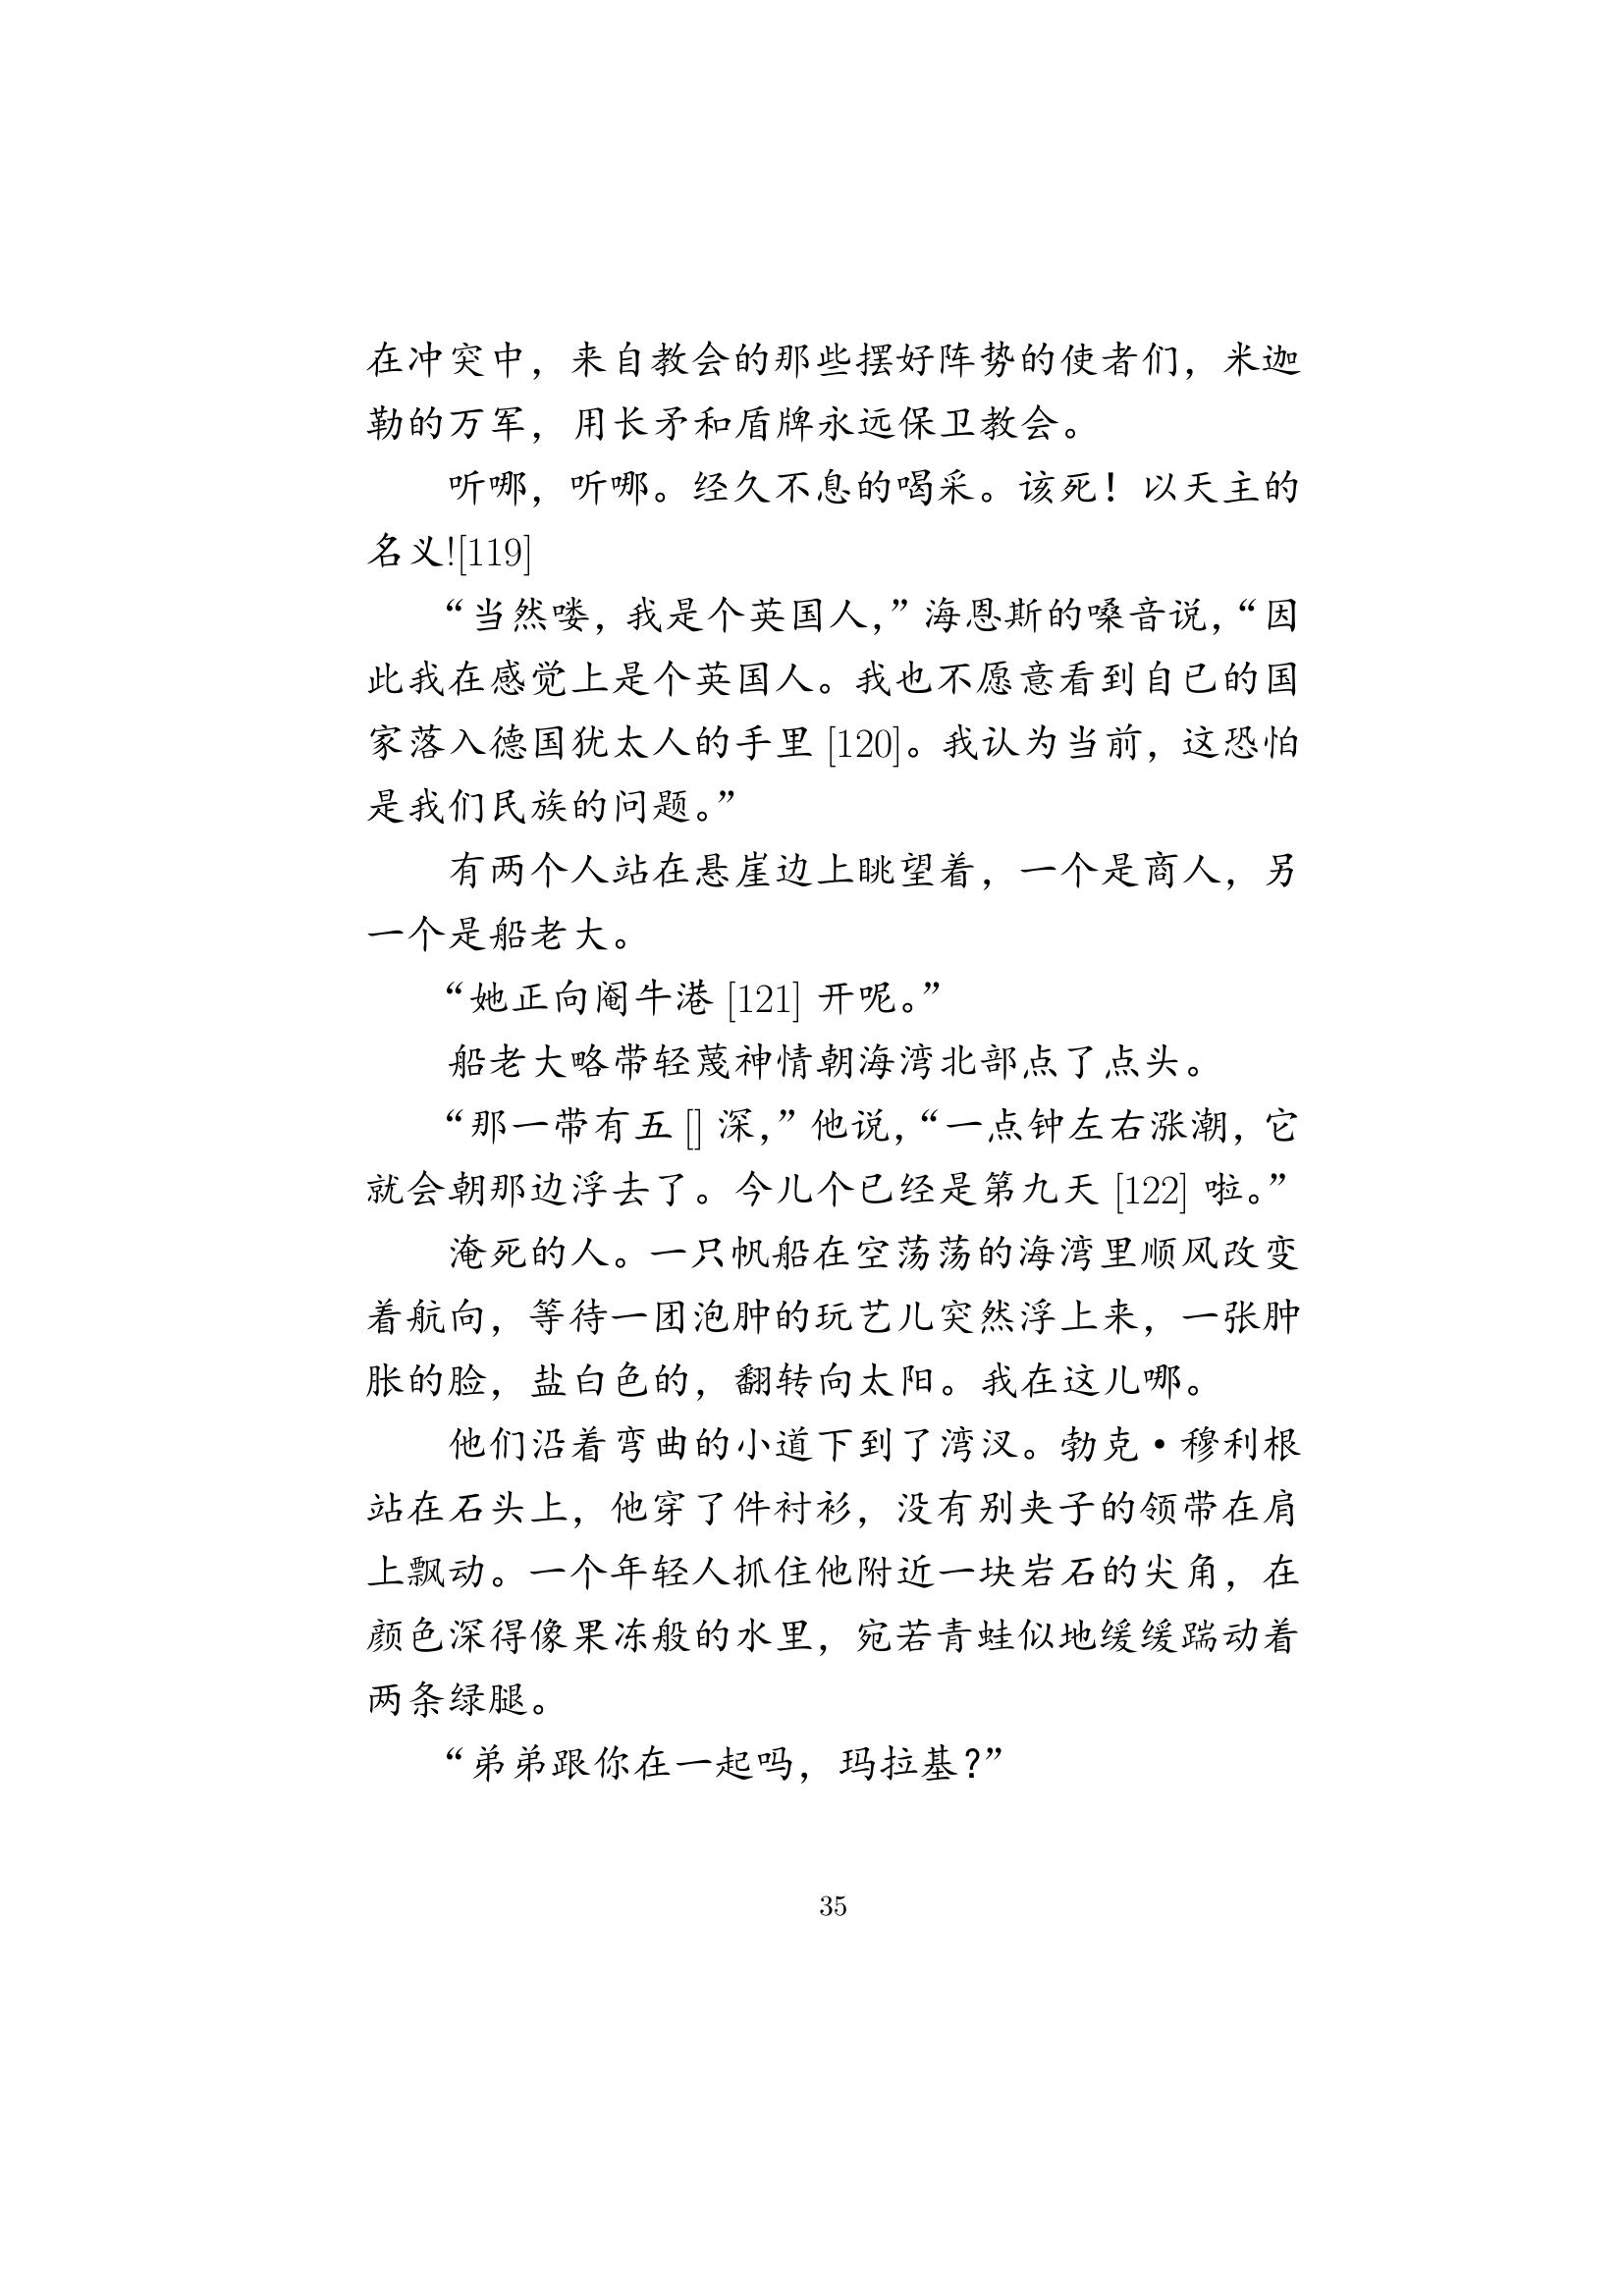 在冲突中，来自教会的那些摆好阵势的使者们，米迦
勒的万军，用长矛和盾牌永远保卫教会。
听哪，听哪。经久不息的喝采。该死！以天主的
名义![119]
“当然喽，我是个英国人，”海恩斯的嗓音说，“因
此我在感觉上是个英国人。我也不愿意看到自己的国
家落入德国犹太人的手里 [120]。我认为当前，这恐怕
是我们民族的问题。”
有两个人站在悬崖边上眺望着，一个是商人，另
一个是船老大。
“她正向阉牛港 [121] 开呢。”
船老大略带轻蔑神情朝海湾北部点了点头。
“那一带有五 [] 深，”他说，“一点钟左右涨潮，它
就会朝那边浮去了。今儿个已经是第九天 [122] 啦。”
淹死的人。一只帆船在空荡荡的海湾里顺风改变
着航向，等待一团泡肿的玩艺儿突然浮上来，一张肿
胀的脸，盐白色的，翻转向太阳。我在这儿哪。
他们沿着弯曲的小道下到了湾汊。勃克·穆利根
站在石头上，他穿了件衬衫，没有别夹子的领带在肩
上飘动。一个年轻人抓住他附近一块岩石的尖角，在
颜色深得像果冻般的水里，宛若青蛙似地缓缓踹动着
两条绿腿。
“弟弟跟你在一起吗，玛拉基？”
35